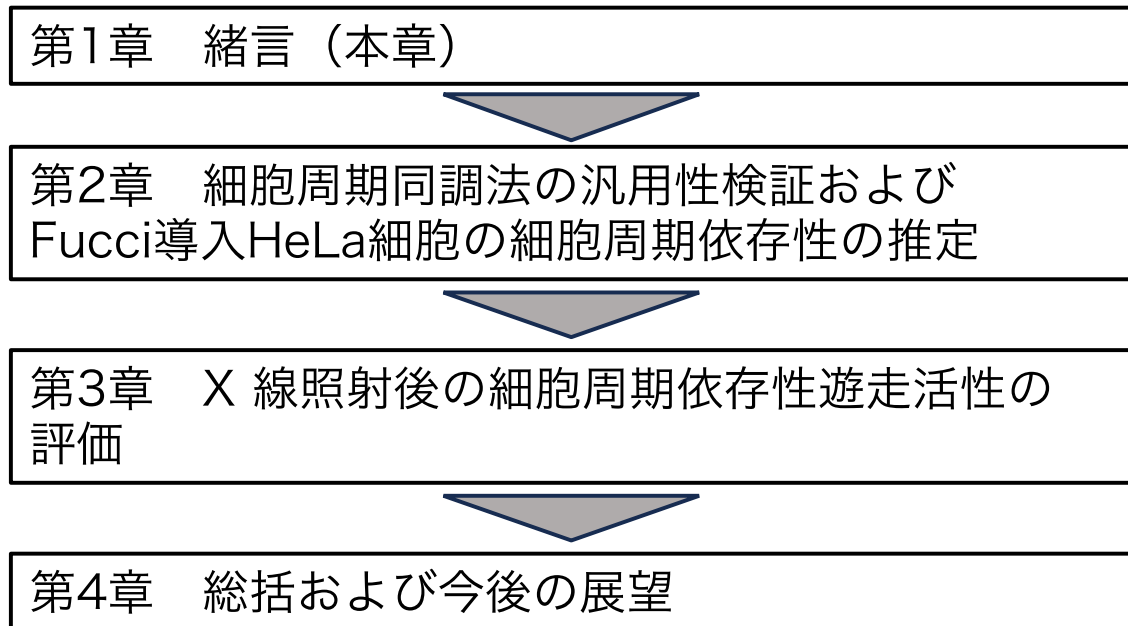 第1章　緒言（本章）
第2章　細胞周期同調法の汎用性検証および
Fucci導入HeLa細胞の細胞周期依存性の推定
第3章　X 線照射後の細胞周期依存性遊走活性の
評価
第4章　総括および今後の展望